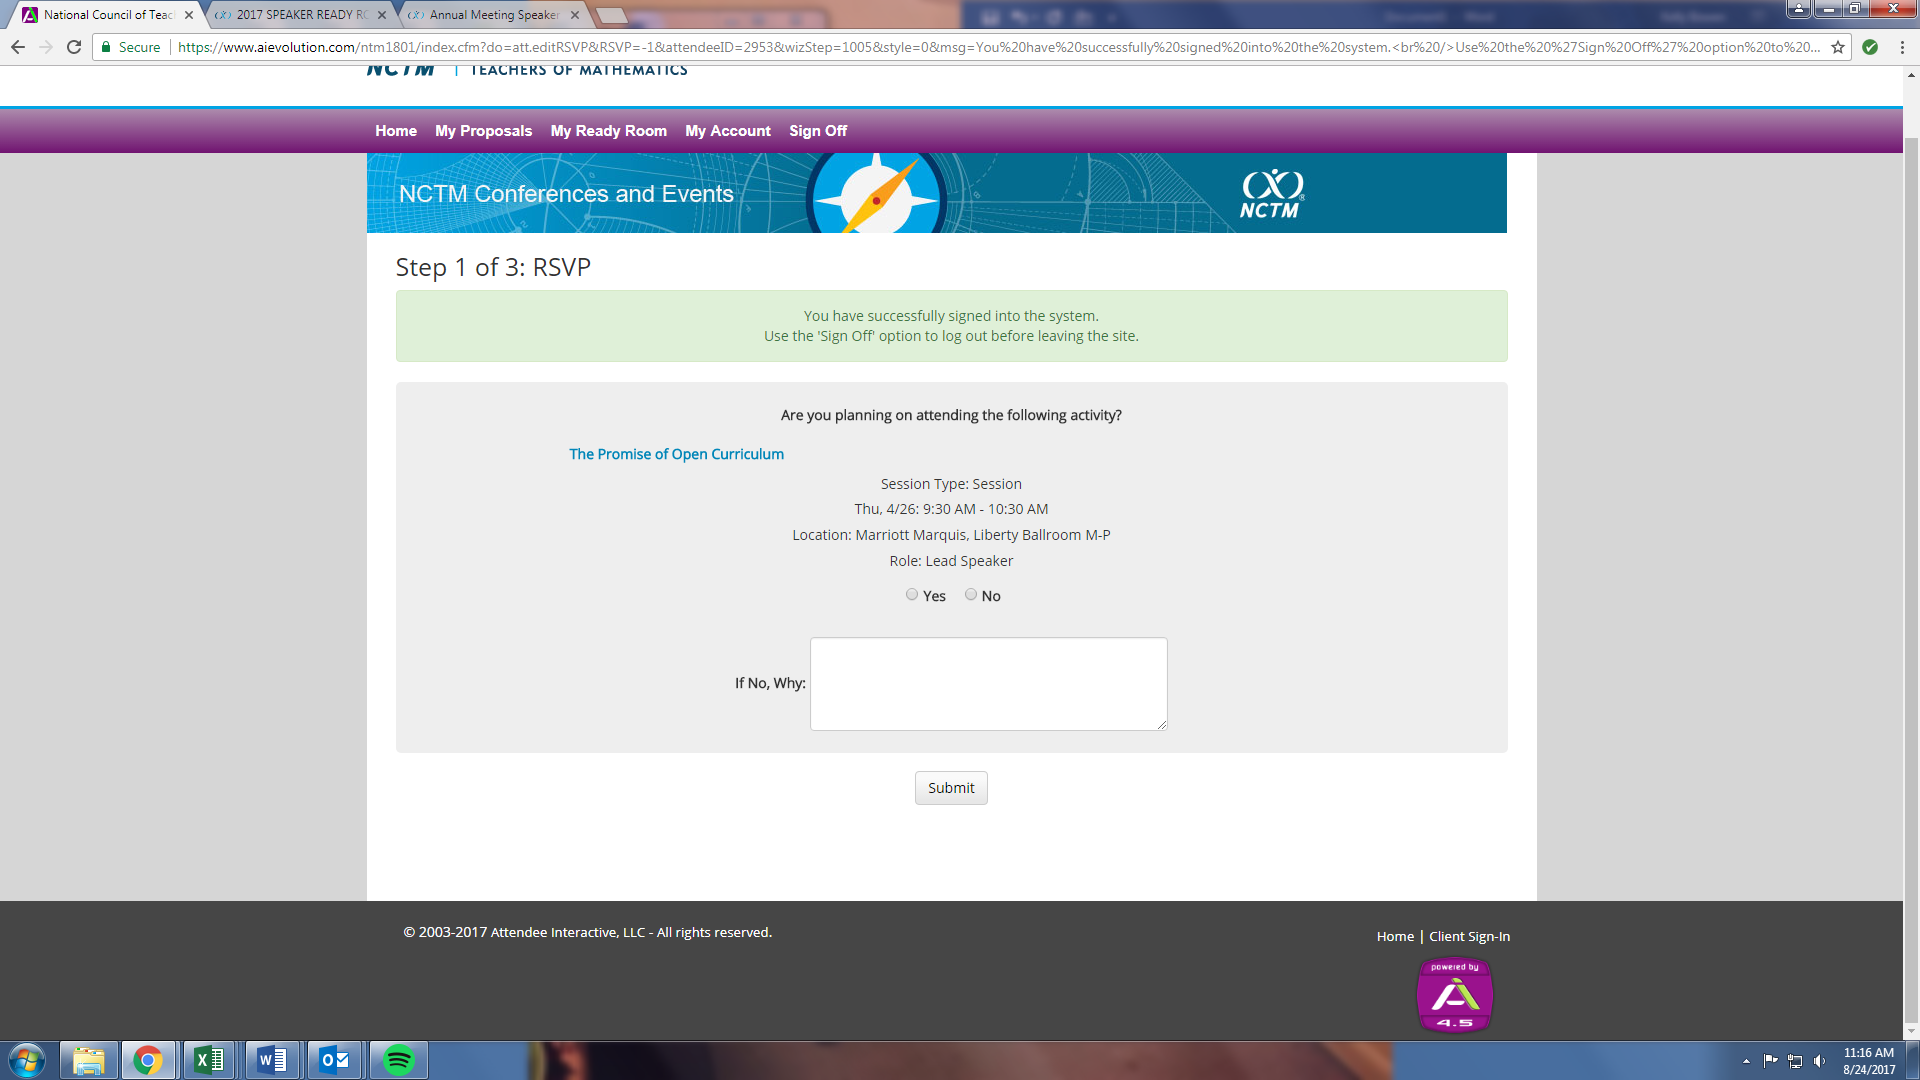 National Council of Teac
2017 SPEAKER READY RO
Annual Meeting Speaker
Secure
https://www.aievolution.com/ntm1801/index.cfm?do=att.editRSVP&RSVP=-1&attendeeID=2953&wizStep=1005&style=0&msg=You%20have%20successfully%20signed%20into%20the%20system.<br%20/>Use%20the%20%27Sign%20Off%27%20option%20to%20...
NCTM | TEACHERS OF MATHEMATICS
Home My Proposals My Ready Room My Account Sign Off
NCTM Conferences and Events
NCTM
Step 1 of 3: RSVP
You have successfully signed into the system.
Use the 'Sign Off' option to log out before leaving the site.
Are you planning on attending the following activity?
The Promise of Open Curriculum
Session Type: Session
Thu, 4/26: 9:30 AM - 10:30 AM
Location: Marriott Marquis, Liberty Ballroom M-P
Role: Lead Speaker
Yes No
If No, Why:
Submit
© 2003-2017 Attendee Interactive, LLC - All rights reserved.
Home | Client Sign-In
powered by
4.5
11:16 AM
8/24/2017